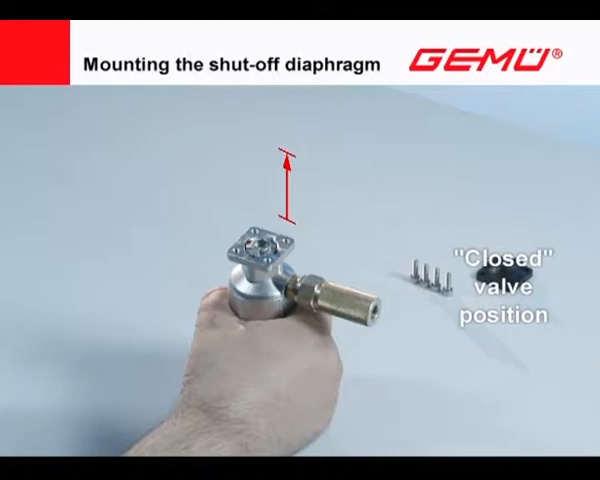 Mounting the shut-off diaphragm
GEMÜ®
"Closed"
valve
position